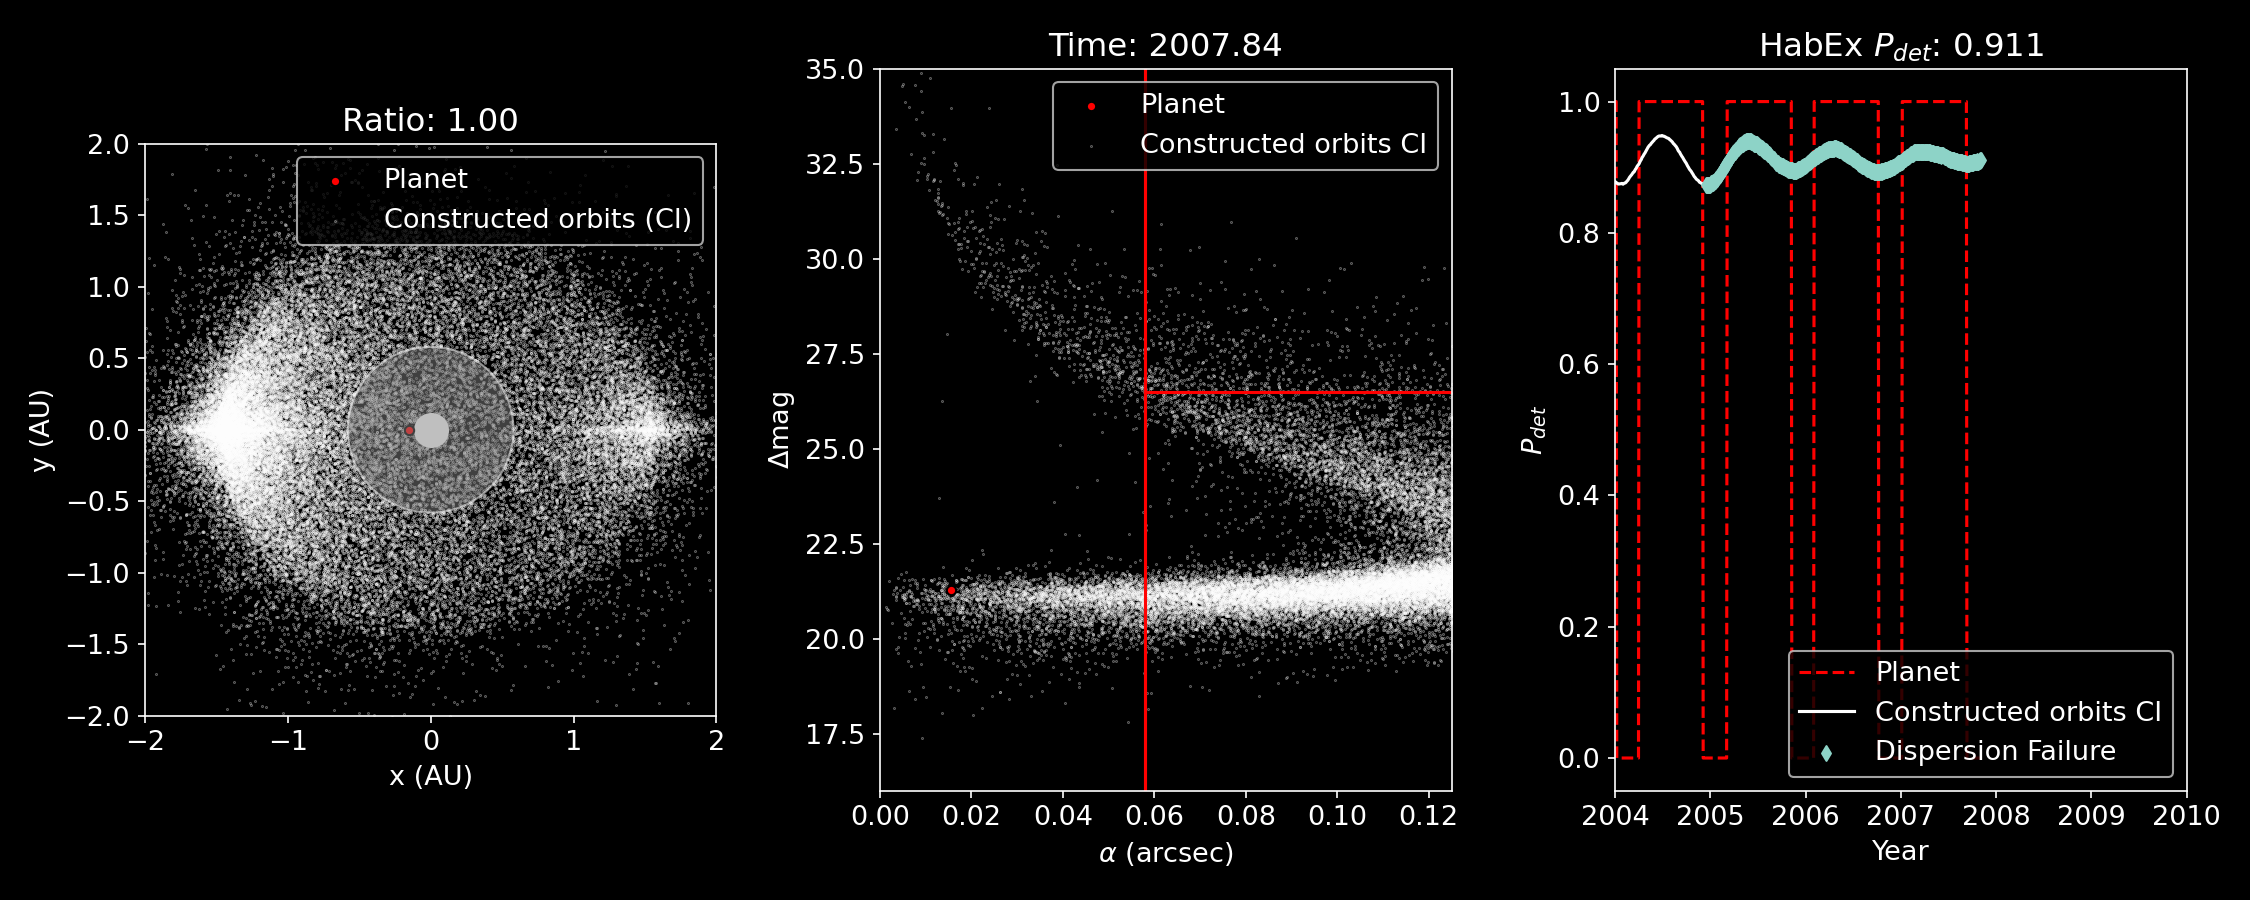 Ratio: 1.00
Planet
Constructed orbits (CI)
2.0
1.5
1.0
0.5
0.0
−0.5
−1.0
−1.5
−2.0
−2
−1
0
1
2
y (AU)
x (AU)
Time: 2007.84
Planet
Constructed orbits CI
35.0
32.5
30.0
27.5
25.0
22.5
20.0
17.5
0.00
0.02
0.04
0.06
0.08
0.10
0.12
Δmag
α (arcsec)
HabEx P_det: 0.911
1.0
0.8
0.6
0.4
0.2
0.0
P_det
Planet
Constructed orbits CI
Dispersion Failure
2004
2005
2006
2007
2008
2009
2010
Year